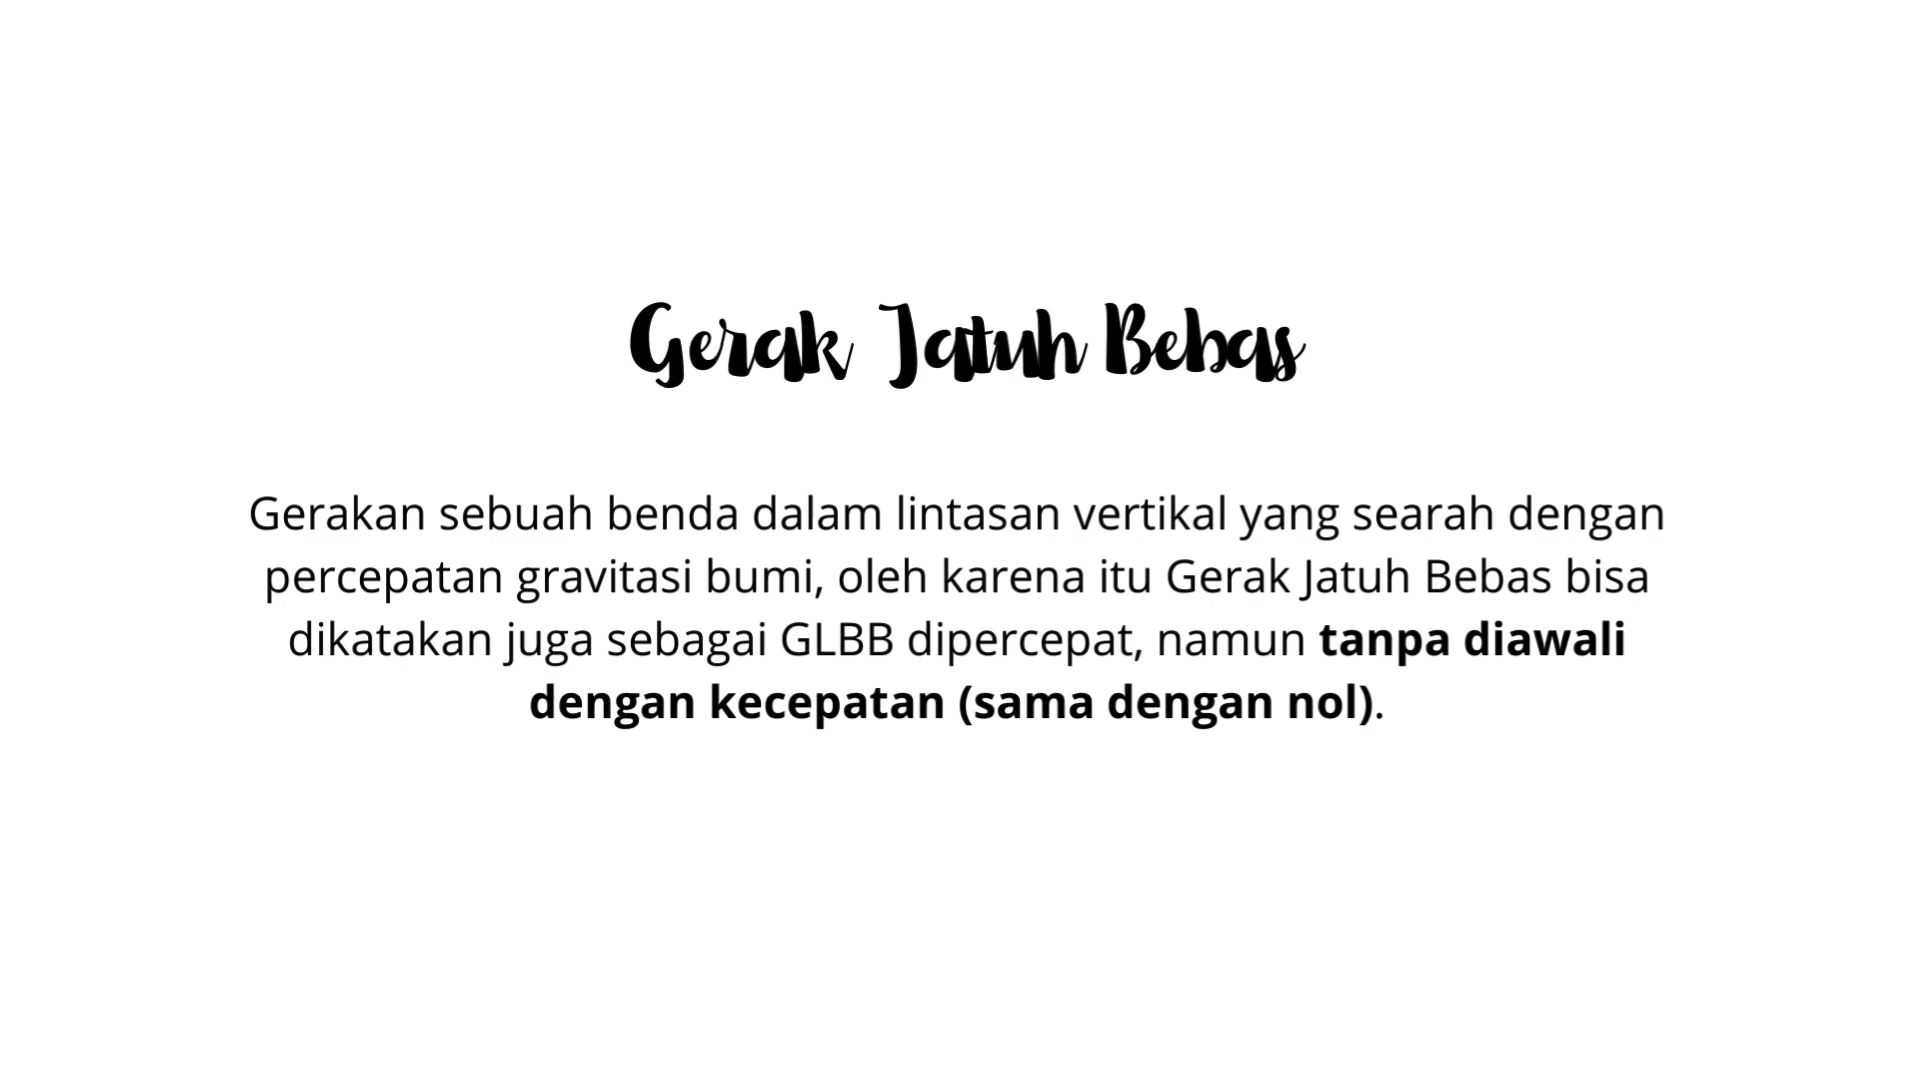 Gerak Jatuh Bebas
Gerakan sebuah benda dalam lintasan vertikal yang searah dengan
percepatan gravitasi bumi, oleh karena itu Gerak Jatuh Bebas bisa
dikatakan juga sebagai GLBB dipercepat, namun tanpa diawali
dengan kecepatan (sama dengan nol).